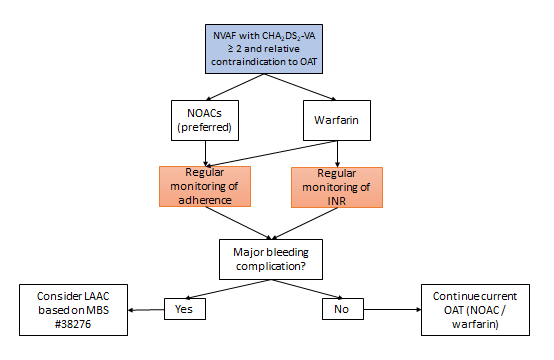 NVAF with CHA₂DS₂-VA
≥ 2 and relative
contraindication to OAT
NOACs
(preferred)
Warfarin
Regular
monitoring of
adherence
Regular
monitoring of
INR
Major bleeding
complication?
Consider LAAC
based on MBS
#38276
Yes
No
Continue current
OAT (NOAC /
warfarin)